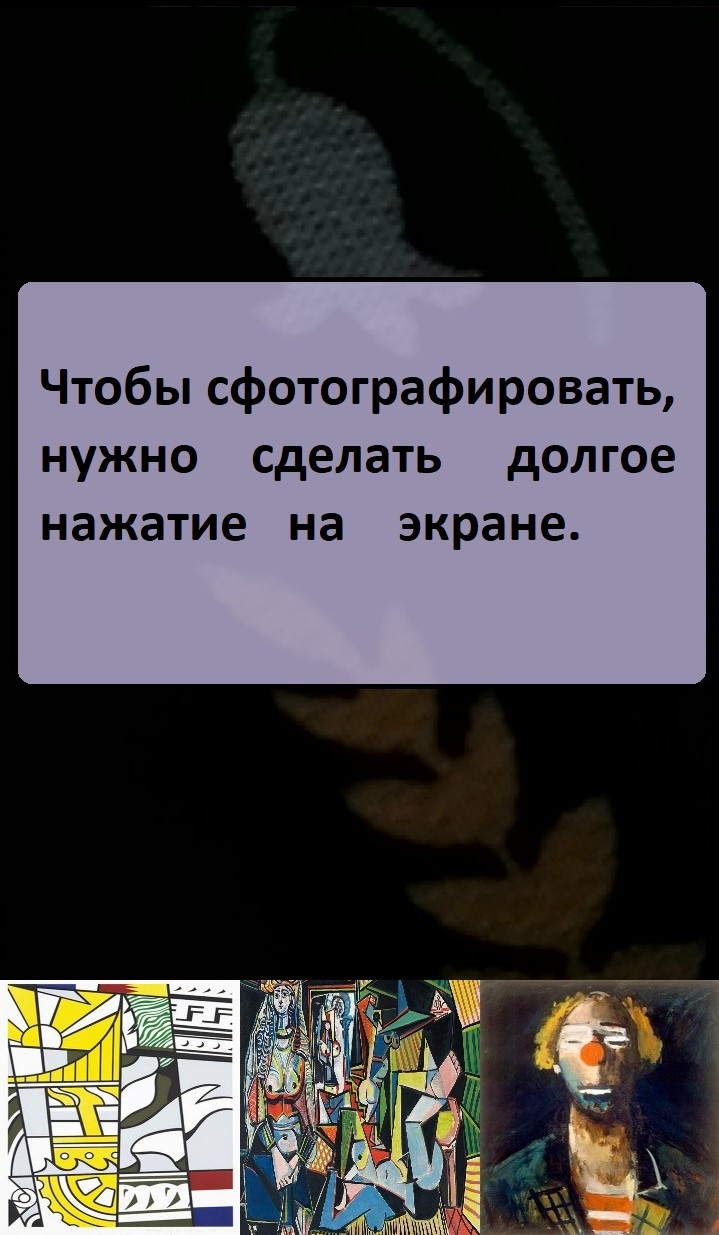 Чтобы сфотографировать,
нужно сделать долгое
нажатие на экране.